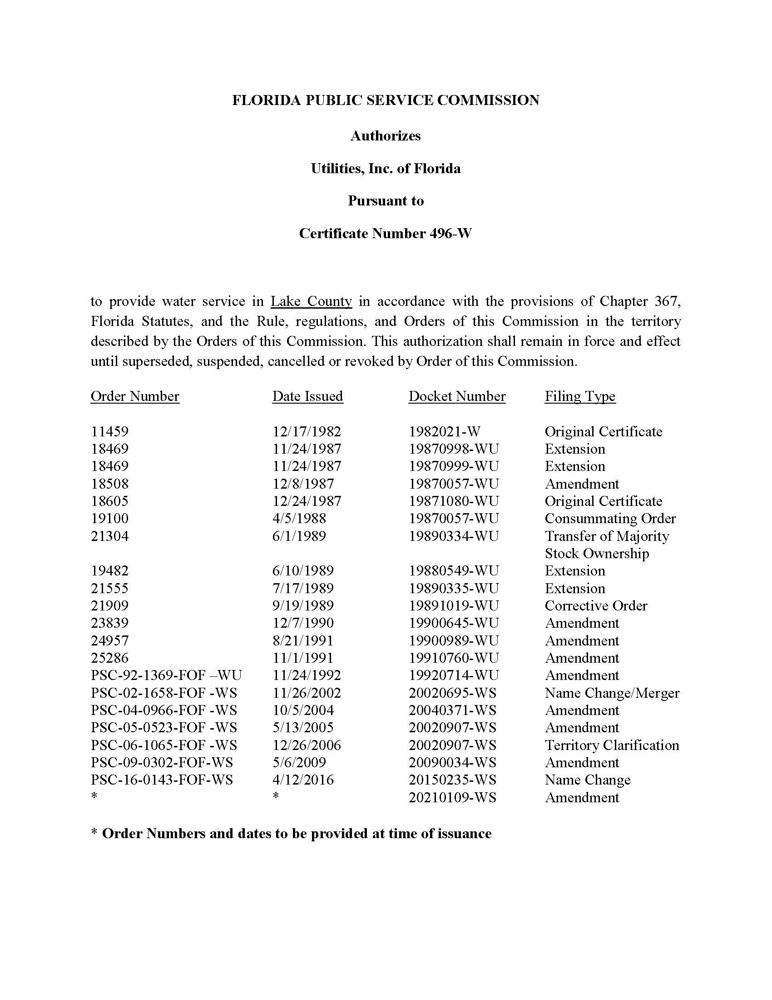 FLORIDA PUBLIC SERVICE COMMISSION
Authorizes
Utilities, Inc. of Florida
Pursuant to
Certificate Number 496-W
to provide water service in Lake County in accordance with the provisions of Chapter 367,
Florida Statutes, and the Rule, regulations, and Orders of this Commission in the territory
described by the Orders of this Commission. This authorization shall remain in force and effect
until superseded, suspended, cancelled or revoked by Order of this Commission.
Order Number Date Issued Docket Number Filing Type
11459 12/17/1982 1982021-W Original Certificate
18469 11/24/1987 19870998-WU Extension
18469 11/24/1987 19870999-WU Extension
18508 12/8/1987 19870057-WU Amendment
18605 12/24/1987 19871080-WU Original Certificate
19100 4/5/1988 19870057-WU Consummating Order
21304 6/1/1989 19890334-WU Transfer of Majority
Stock Ownership
19482 6/10/1989 19880549-WU Extension
21555 7/17/1989 19890335-WU Extension
21909 9/19/1989 19891019-WU Corrective Order
23839 12/7/1990 19900645-WU Amendment
24957 8/21/1991 19900989-WU Amendment
25286 11/1/1991 19910760-WU Amendment
PSC-92-1369-FOF –WU 11/24/1992 19920714-WU Amendment
PSC-02-1658-FOF -WS 11/26/2002 20020695-WS Name Change/Merger
PSC-04-0966-FOF -WS 10/5/2004 20040371-WS Amendment
PSC-05-0523-FOF -WS 5/13/2005 20020907-WS Amendment
PSC-06-1065-FOF -WS 12/26/2006 20020907-WS Territory Clarification
PSC-09-0302-FOF-WS 5/6/2009 20090034-WS Amendment
PSC-16-0143-FOF-WS 4/12/2016 20150235-WS Name Change
* * 20210109-WS Amendment
* Order Numbers and dates to be provided at time of issuance